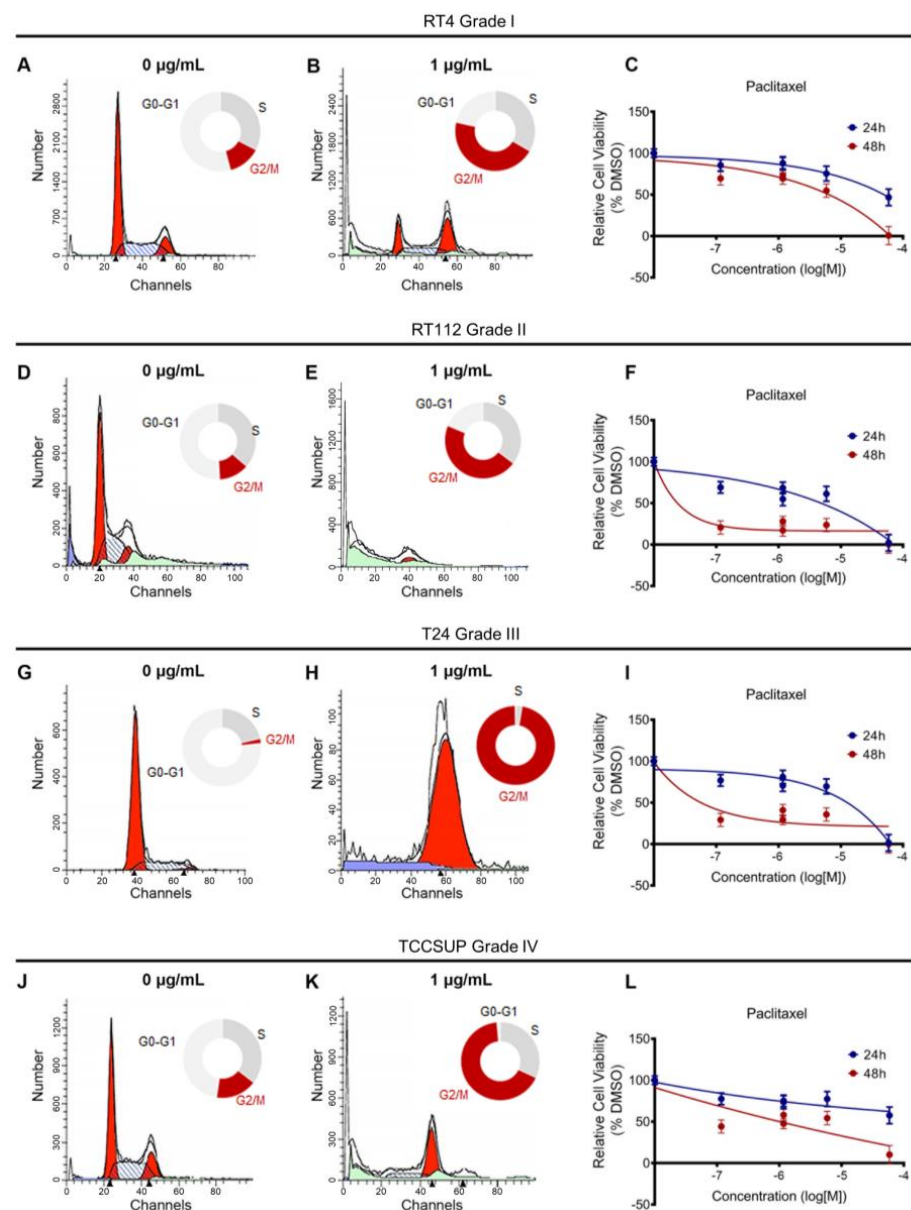 RT4 Grade I
A
0 µg/mL
G0-G1
S
G2/M
Number
2800
2100
1400
700
0
0 20 40 60 80
Channels
B
1 µg/mL
G0-G1
S
G2/M
Number
2400
1800
1200
600
0
0 20 40 60 80
Channels
C
Paclitaxel
24h
48h
Relative Cell Viability
(% DMSO)
150
100
50
0
-50
-7 -6 -5 -4
Concentration (log[M])
RT112 Grade II
D
0 µg/mL
G0-G1
S
G2/M
Number
800
600
400
200
0
0 20 40 60 80 100
Channels
E
1 µg/mL
G0-G1
S
G2/M
Number
1600
1200
800
400
0
0 20 40 60 80 100
Channels
F
Paclitaxel
24h
48h
Relative Cell Viability
(% DMSO)
150
100
50
0
-50
-7 -6 -5 -4
Concentration (log[M])
T24 Grade III
G
0 µg/mL
S
G2/M
G0-G1
Number
600
400
200
0
0 20 40 60 80 100
Channels
H
1 µg/mL
S
G2/M
Number
100
80
60
40
20
0
0 20 40 60 80 100
Channels
I
Paclitaxel
24h
48h
Relative Cell Viability
(% DMSO)
150
100
50
0
-50
-7 -6 -5 -4
Concentration (log[M])
TCCSUP Grade IV
J
0 µg/mL
G0-G1
S
G2/M
Number
1200
900
600
300
0
0 20 40 60 80 100
Channels
K
1 µg/mL
G0-G1
S
G2/M
Number
1200
900
600
300
0
0 20 40 60 80 100
Channels
L
Paclitaxel
24h
48h
Relative Cell Viability
(% DMSO)
150
100
50
0
-50
-7 -6 -5 -4
Concentration (log[M])